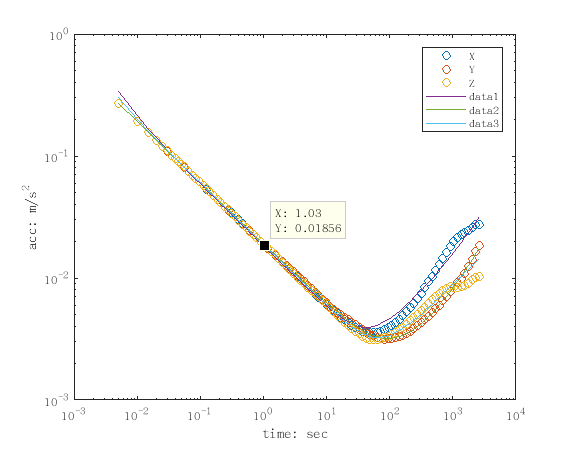 10^0
X
Y
Z
data1
data2
data3
10^-1
acc: m/s^2
X: 1.03
Y: 0.01856
10^-2
10^-3
10^-3 10^-2 10^-1 10^0 10^1 10^2 10^3 10^4
time: sec